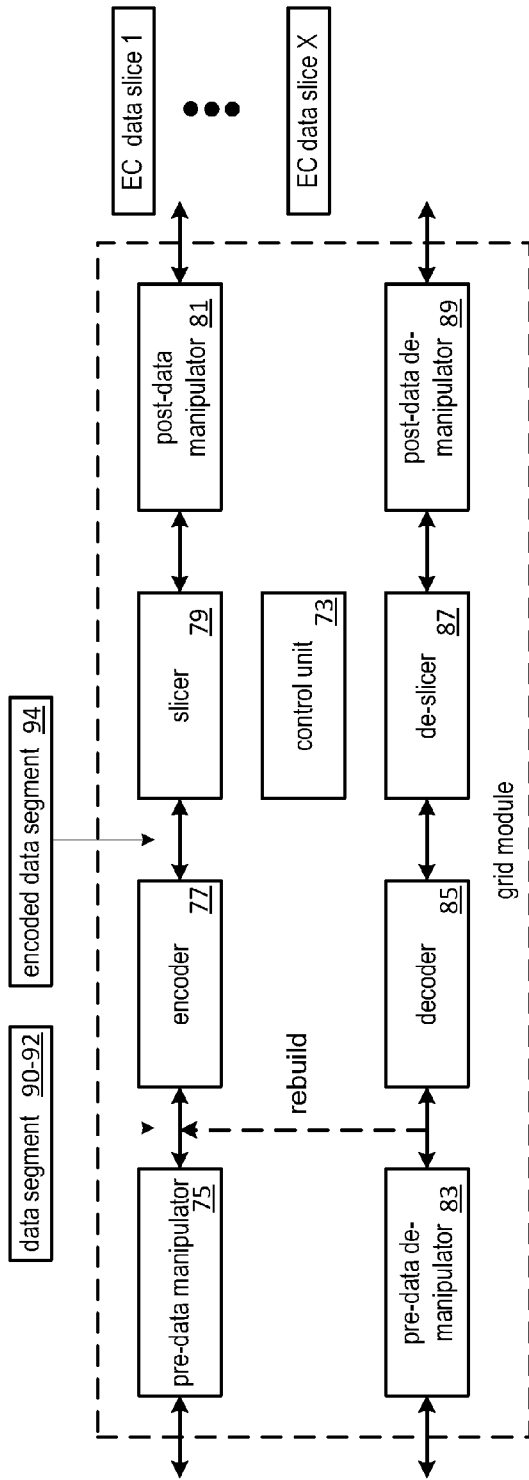 data segment 90-92
encoded data segment 94
pre-data manipulator
75
encoder
77
slicer
79
post-data
manipulator 81
EC data slice 1
EC data slice X
rebuild
control unit
73
pre-data de-
manipulator 83
decoder
85
de-slicer
87
post-data de-
manipulator 89
grid module